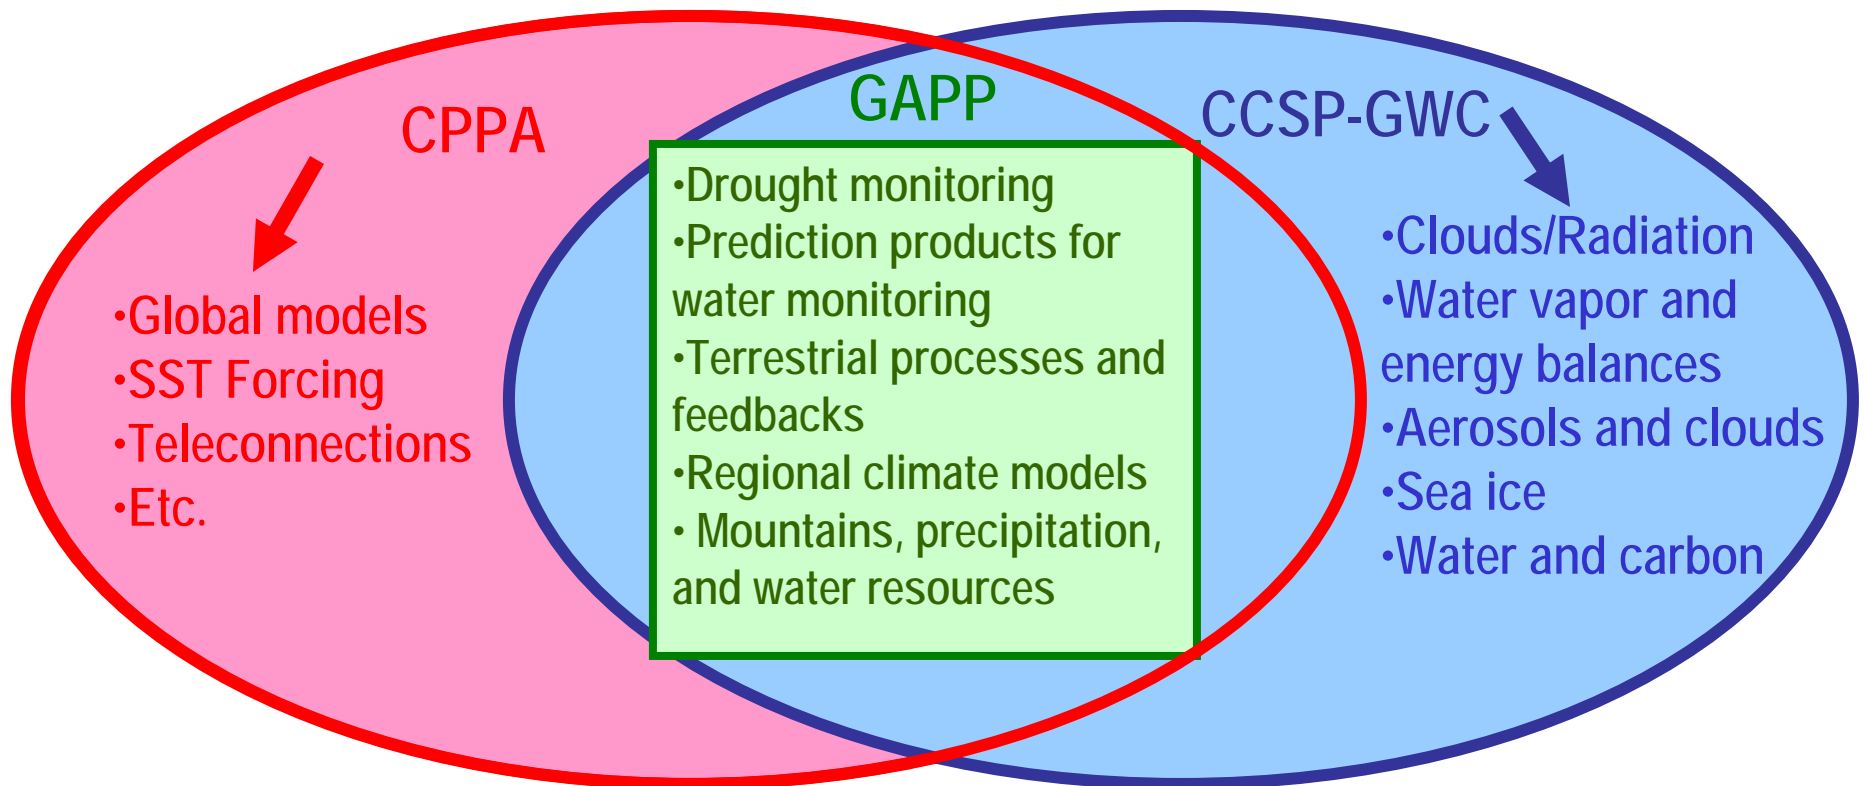 CPPA
•Global models
•SST Forcing
•Teleconnections
•Etc.
GAPP
•Drought monitoring
•Prediction products for
water monitoring
•Terrestrial processes and
feedbacks
•Regional climate models
• Mountains, precipitation,
and water resources
CCSP-GWC
•Clouds/Radiation
•Water vapor and
energy balances
•Aerosols and clouds
•Sea ice
•Water and carbon